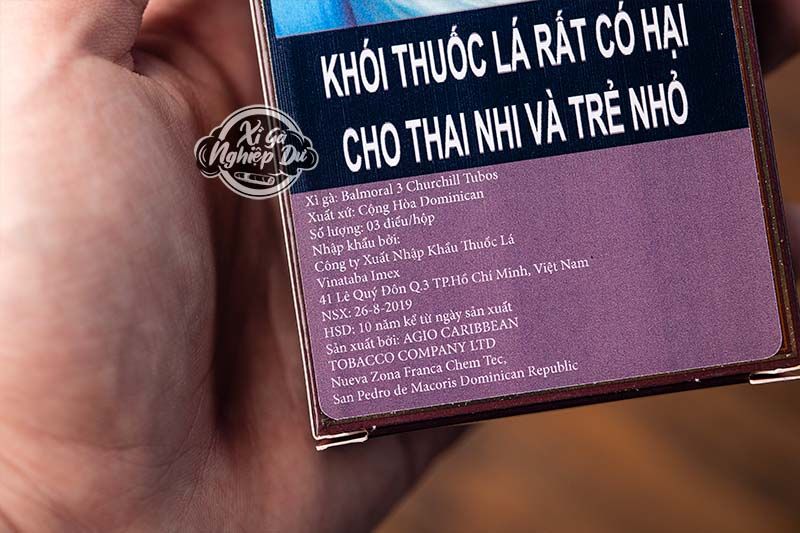 KHÓI THUỐC LÁ RẤT CÓ HẠI
CHO THAI NHI VÀ TRẺ NHỎ
Xì Gà
Nghiệp Dư
Xì gà: Balmoral 3 Churchill Tubos
Xuất xứ: Cộng Hòa Dominican
Số lượng: 03 điếu/hộp
Nhập khẩu bởi:
Công ty Xuất Nhập Khẩu Thuốc Lá
Vinataba Imex
41 Lê Quý Đôn Q.3 TP.Hồ Chí Minh, Việt Nam
NSX: 26-8-2019
HSD: 10 năm kể từ ngày sản xuất
Sản xuất bởi: AGIO CARIBBEAN
TOBACCO COMPANY LTD
Nueva Zona Franca Chem Tec,
San Pedro de Macoris Dominican Republic